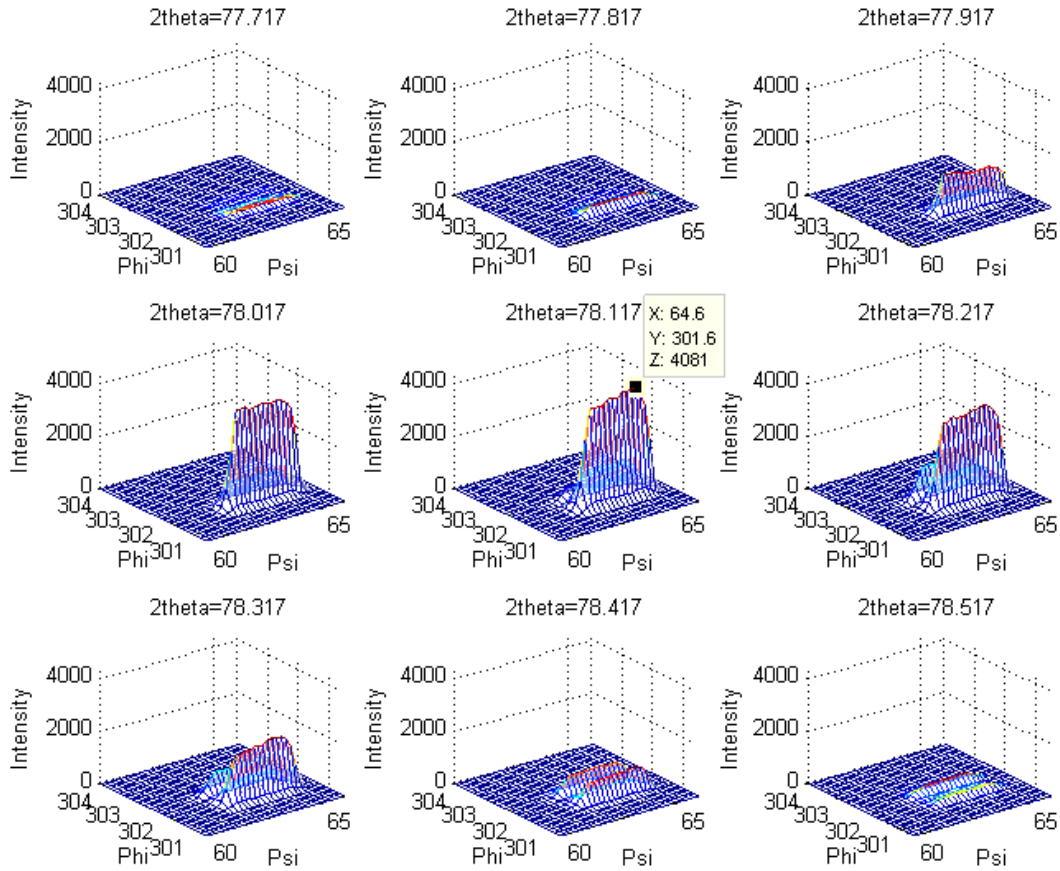 2theta=77.717
2theta=77.817
2theta=77.917
4000
2000
0
Intensity
304
303
302
301
Phi
60
65
Psi
4000
2000
0
Intensity
304
303
302
301
Phi
60
65
Psi
4000
2000
0
Intensity
304
303
302
301
Phi
60
65
Psi
2theta=78.017
2theta=78.117
2theta=78.217
X: 64.6
Y: 301.6
Z: 4081
4000
2000
0
Intensity
304
303
302
301
Phi
60
65
Psi
4000
2000
0
Intensity
304
303
302
301
Phi
60
65
Psi
4000
2000
0
Intensity
304
303
302
301
Phi
60
65
Psi
2theta=78.317
2theta=78.417
2theta=78.517
4000
2000
0
Intensity
304
303
302
301
Phi
60
65
Psi
4000
2000
0
Intensity
304
303
302
301
Phi
60
65
Psi
4000
2000
0
Intensity
304
303
302
301
Phi
60
65
Psi